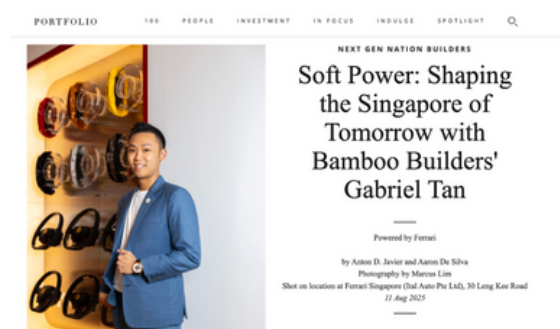 PORTFOLIO
100 PEOPLE INVESTMENT IN FOCUS INDULGE SPOTLIGHT
NEXT GEN NATION BUILDERS
Soft Power: Shaping
the Singapore of
Tomorrow with
Bamboo Builders'
Gabriel Tan
Powered by Ferrari
by Anton D. Javier and Aaron De Silva
Photography by Marcus Lim
Shot on location at Ferrari Singapore (Ital Auto Pte Ltd), 30 Leng Kee Road
11 Aug 2025